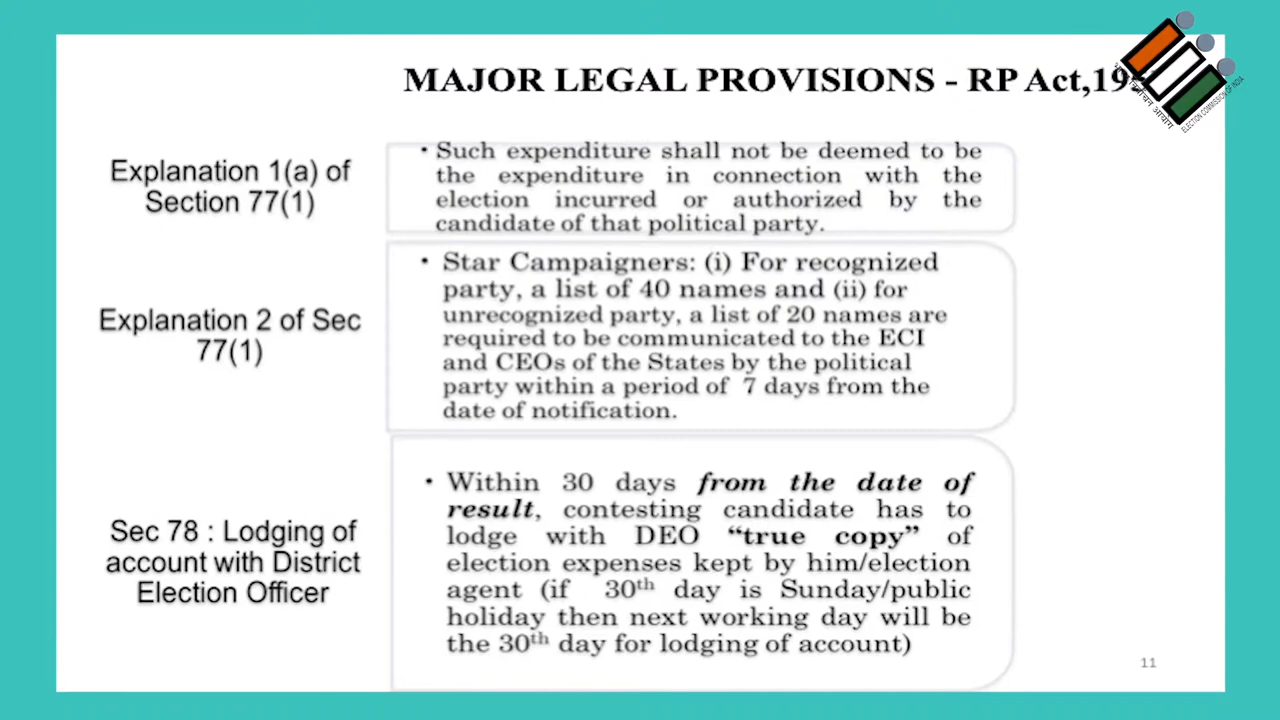 MAJOR LEGAL PROVISIONS - RP Act,19
Explanation 1(a) of
Section 77(1)
• Such expenditure shall not be deemed to be
the expenditure in connection with the
election incurred or authorized by the
candidate of that political party.
Explanation 2 of Sec
77(1)
• Star Campaigners: (i) For recognized
party, a list of 40 names and (ii) for
unrecognized party, a list of 20 names are
required to be communicated to the ECI
and CEOs of the States by the political
party within a period of 7 days from the
date of notification.
Sec 78 : Lodging of
account with District
Election Officer
• Within 30 days from the date of
result, contesting candidate has to
lodge with DEO “true copy” of
election expenses kept by him/election
agent (if 30th day is Sunday/public
holiday then next working day will be
the 30th day for lodging of account)
11
ELECTION COMMISSION OF INDIA